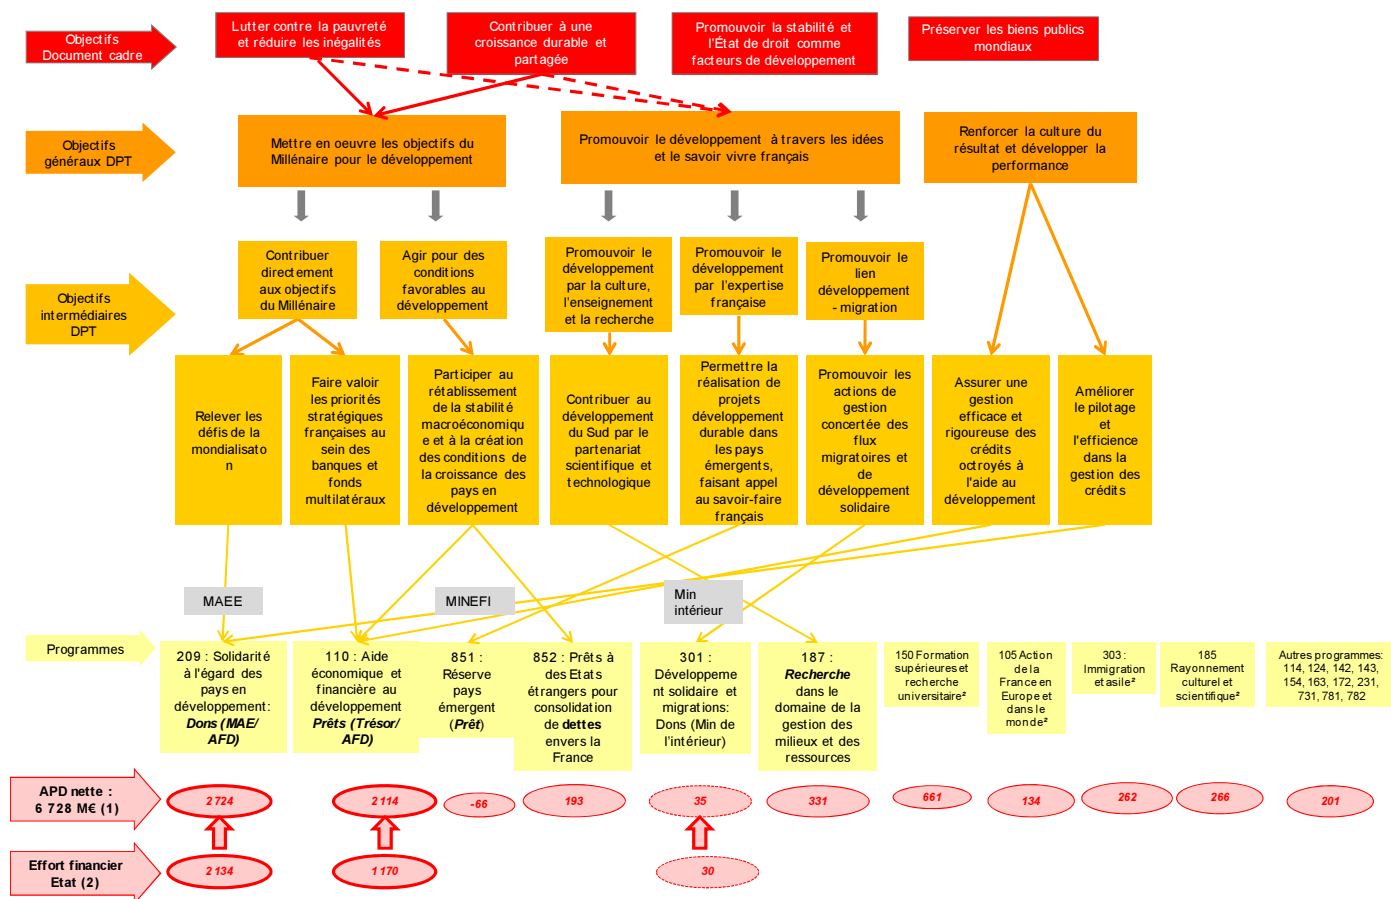 Objectifs
Document cadre
Lutter contre la pauvreté
et réduire les inégalités
Contribuer à une
croissance durable et
partagée
Promouvoir la stabilité et
l'État de droit comme
facteurs de développement
Préserver les biens publics
mondiaux
Objectifs
généraux DPT
Mettre en oeuvre les objectifs du
Millénaire pour le développement
Promouvoir le développement à travers les idées
et le savoir vivre français
Renforcer la culture du
résultat et développer la
performance
Objectifs
intermédiaires
DPT
Contribuer
directement
aux objectifs
du Millénaire
Agir pour des
conditions
favorables au
développement
Promouvoir le
développement
par la culture,
l'enseignement
et la recherche
Promouvoir le
développement
par l'expertise
française
Promouvoir le
lien
développement
- migration
Relever les
défis de la
mondialisatio
n
Faire valoir
les priorités
stratégiques
françaises au
sein des
banques et
fonds
multilatéraux
Participer au
rétablissement
de la stabilité
macroéconomiqu
e et à la création
des conditions de
la croissance des
pays en
développement
Contribuer au
développement
du Sud par le
partenariat
scientifique et
technologique
Permettre la
réalisation de
projets
développement
durable dans
les pays
émergents,
faisant appel
au savoir-faire
français
Promouvoir les
actions de
gestion
concertée des
flux
migratoires et
de
développement
solidaire
Assurer une
gestion
efficace et
rigoureuse des
crédits
octroyés à
l'aide au
développement
Améliorer
le pilotage
et
l'efficience
dans la
gestion des
crédits
MAEE
MINEFI
Min
intérieur
Programmes
209 : Solidarité
à l'égard des
pays en
développement:
Dons (MAE/
AFD)
110 : Aide
économique et
financière au
développement
Prêts (Trésor/
AFD)
851 :
Réserve
pays
émergent
(Prêt)
852 : Prêts à
des Etats
étrangers pour
consolidation
de dettes
envers la
France
301 :
Développeme
nt solidaire et
migrations:
Dons (Min de
l'intérieur)
187 :
Recherche
dans le
domaine de la
gestion des
milieux et des
ressources
150 Formation
supérieures et
recherche
universitaire²
105 Action
de la
France en
Europe et
dans le
monde²
303 :
Immigration
et asile²
185
Rayonnement
culturel et
scientifique²
Autres programmes:
114, 124, 142, 143,
154, 163, 172, 231,
731, 781, 782
APD nette :
6 728 M€ (1)
2 724
2 114
-66
193
35
331
661
134
262
266
201
Effort financier
Etat (2)
2 134
1 170
30